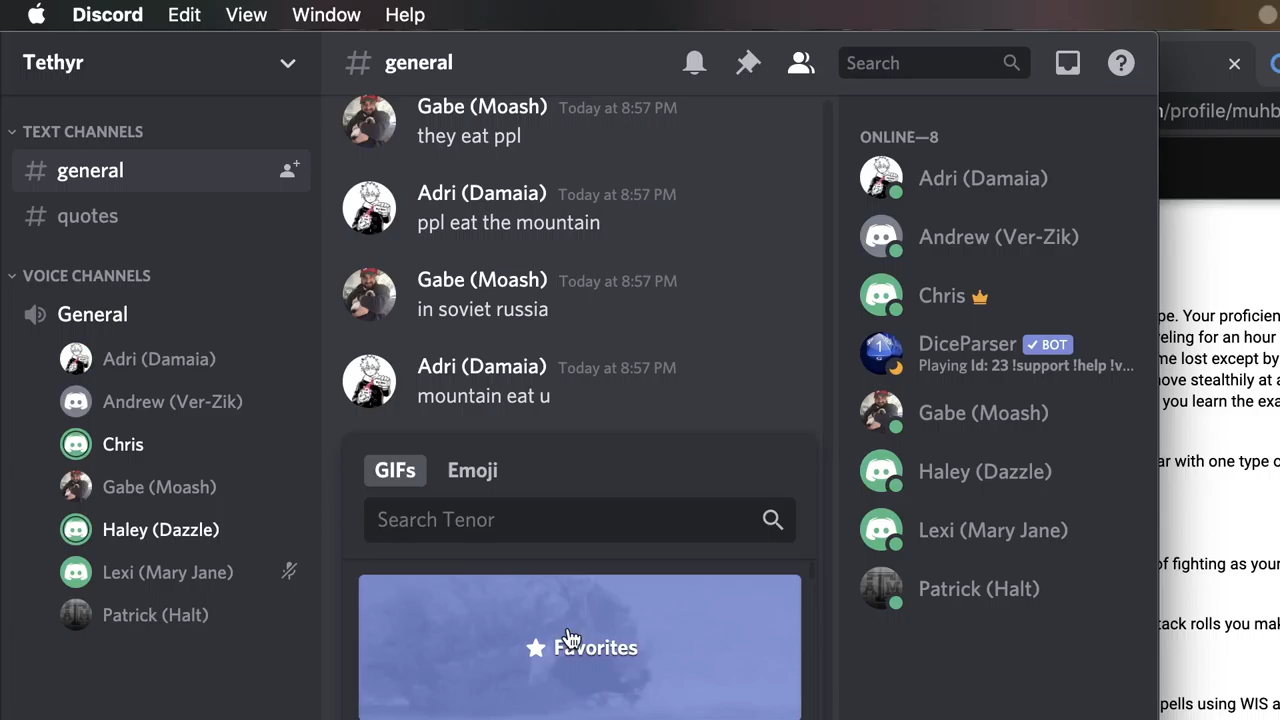 Discord Edit View Window Help
Tethyr
TEXT CHANNELS
# general
# quotes
VOICE CHANNELS
General
Adri (Damaia)
Andrew (Ver-Zik)
Chris
Gabe (Moash)
Haley (Dazzle)
Lexi (Mary Jane)
Patrick (Halt)
# general
Search
Gabe (Moash) Today at 8:57 PM
they eat ppl
Adri (Damaia) Today at 8:57 PM
ppl eat the mountain
Gabe (Moash) Today at 8:57 PM
in soviet russia
Adri (Damaia) Today at 8:57 PM
mountain eat u
GIFs Emoji
Search Tenor
Favorites
ONLINE—8
Adri (Damaia)
Andrew (Ver-Zik)
Chris
DiceParser BOT
Playing Id: 23 !support !help !v...
Gabe (Moash)
Haley (Dazzle)
Lexi (Mary Jane)
Patrick (Halt)
n/profile/muhb
pe. Your proficien
eling for an hour
me lost except by
ove stealthily at a
you learn the exa
ar with one type o
of fighting as your
tack rolls you mak
pells using WIS a